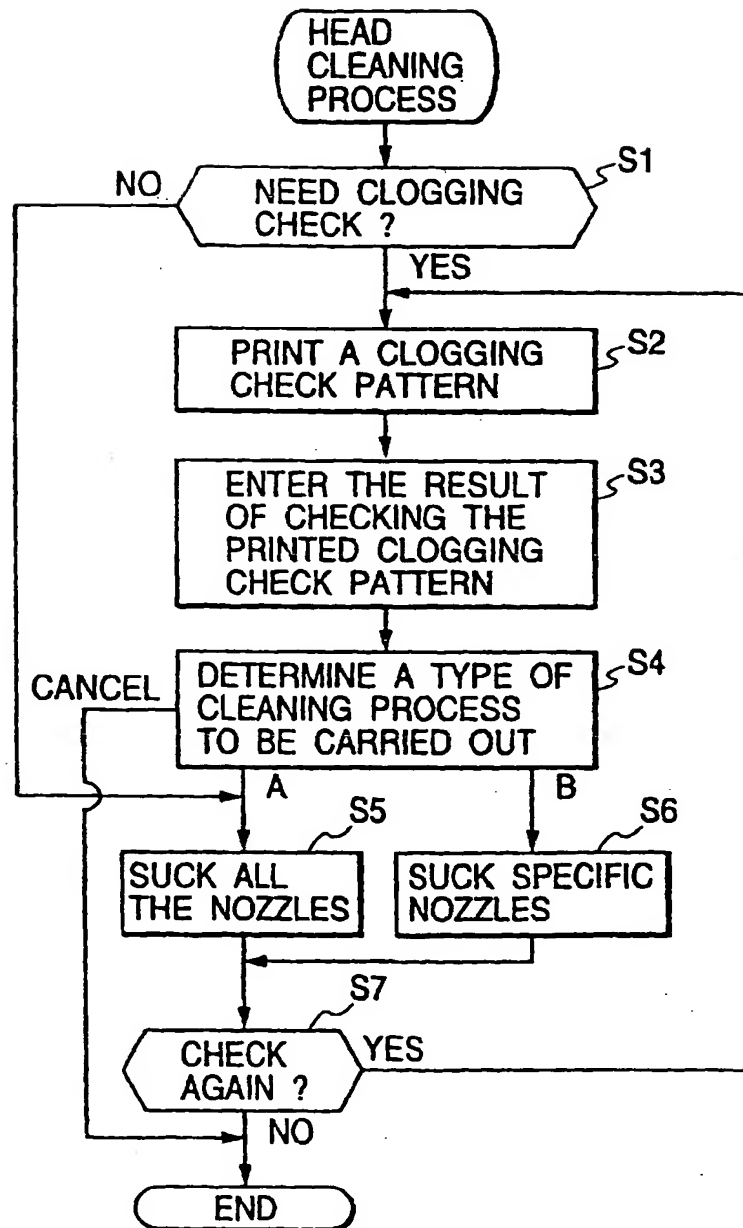 HEAD
CLEANING
PROCESS
S1
NO
NEED CLOGGING
CHECK ?
YES
S2
PRINT A CLOGGING
CHECK PATTERN
S3
ENTER THE RESULT
OF CHECKING THE
PRINTED CLOGGING
CHECK PATTERN
S4
CANCEL
DETERMINE A TYPE OF
CLEANING PROCESS
TO BE CARRIED OUT
A
B
S5
SUCK ALL
THE NOZZLES
S6
SUCK SPECIFIC
NOZZLES
S7
CHECK
AGAIN ?
YES
NO
END